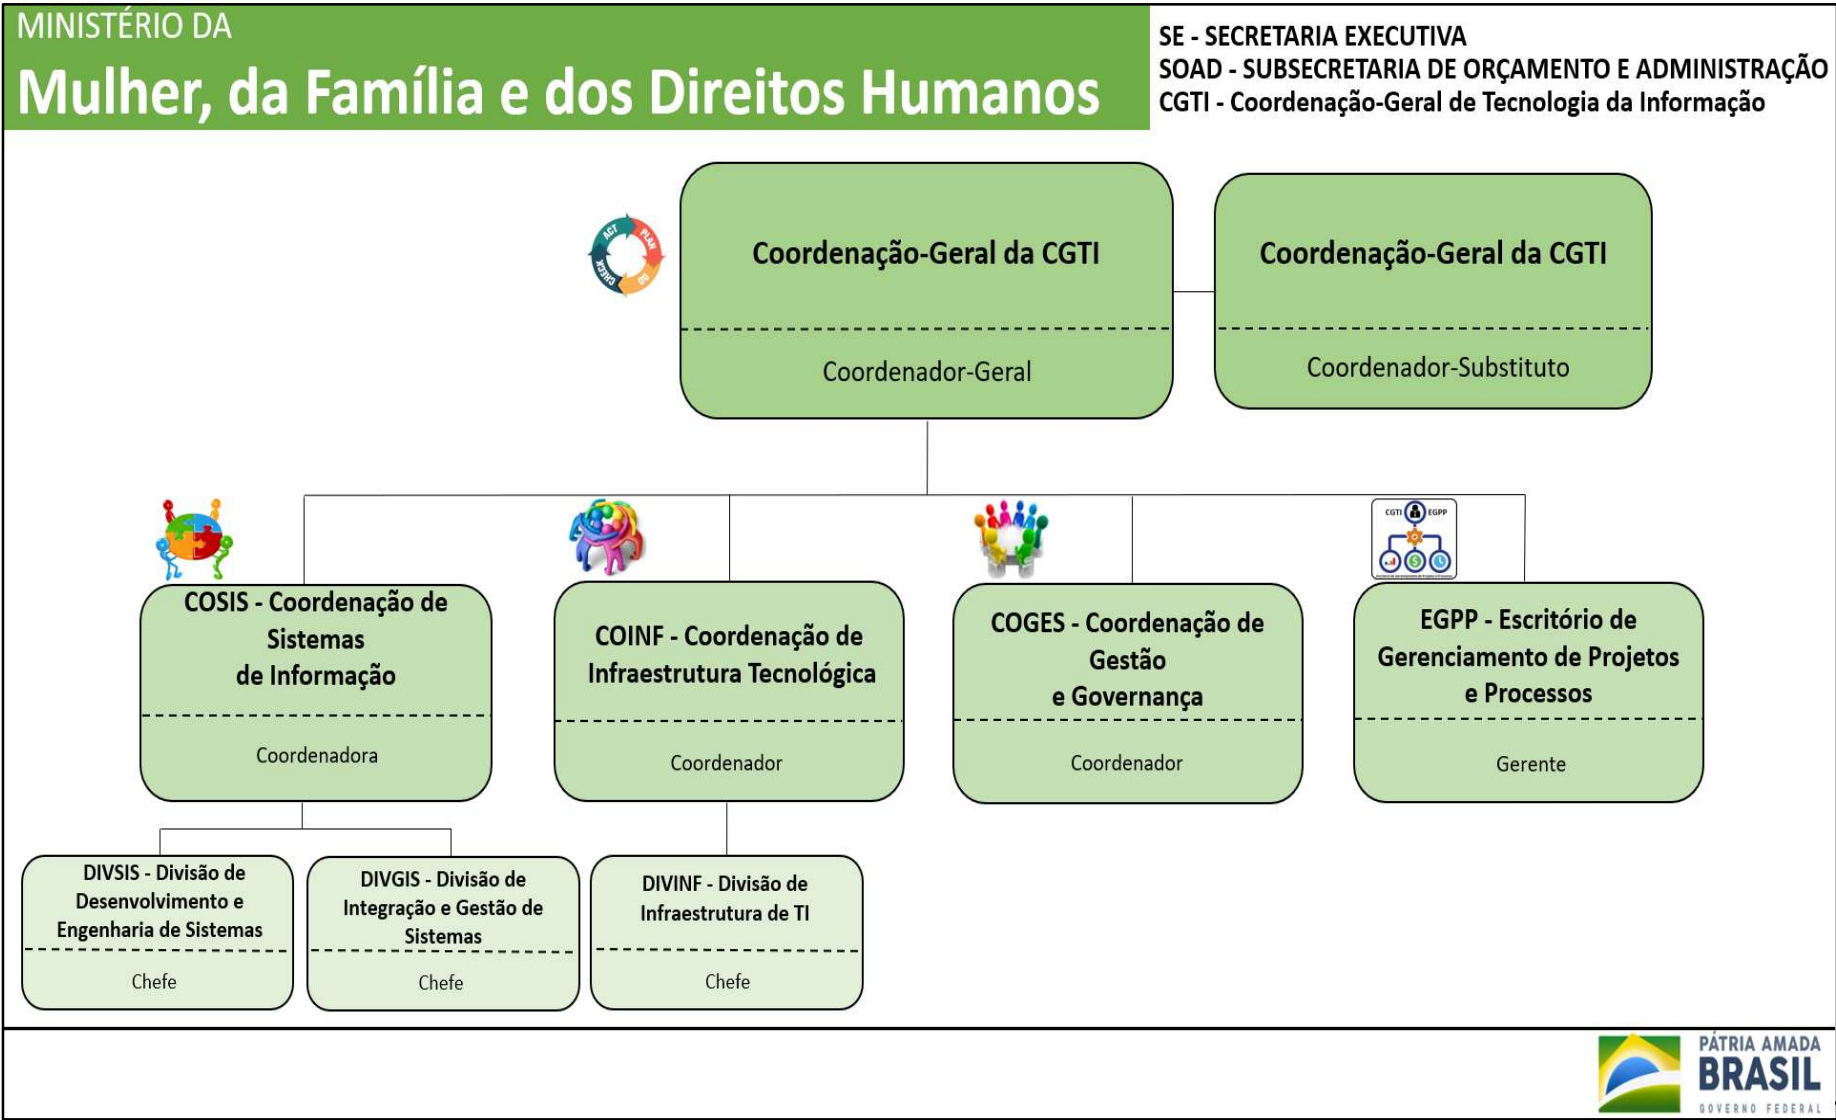 MINISTÉRIO DA
Mulher, da Família e dos Direitos Humanos
SE - SECRETARIA EXECUTIVA
SOAD - SUBSECRETARIA DE ORÇAMENTO E ADMINISTRAÇÃO
CGTI - Coordenação-Geral de Tecnologia da Informação
ACT
PLAN
DO
CHECK
Coordenação-Geral da CGTI
Coordenador-Geral
Coordenação-Geral da CGTI
Coordenador-Substituto
CGTI
EGPP
COSIS - Coordenação de
Sistemas
de Informação
Coordenadora
COINF - Coordenação de
Infraestrutura Tecnológica
Coordenador
COGES - Coordenação de
Gestão
e Governança
Coordenador
EGPP - Escritório de
Gerenciamento de Projetos
e Processos
Gerente
DIVSIS - Divisão de
Desenvolvimento e
Engenharia de Sistemas
Chefe
DIVGIS - Divisão de
Integração e Gestão de
Sistemas
Chefe
DIVINF - Divisão de
Infraestrutura de TI
Chefe
PÁTRIA AMADA
BRASIL
GOVERNO FEDERAL